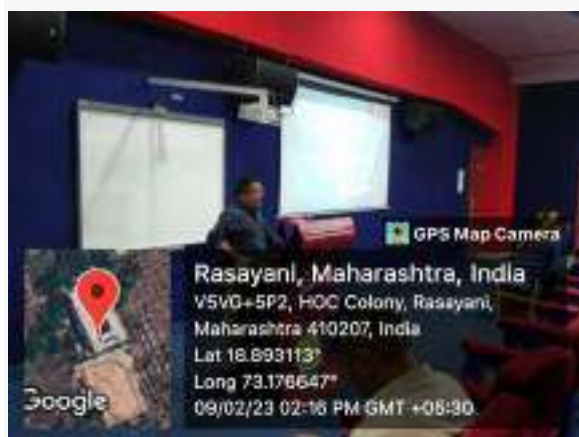 GPS Map Camera
Rasayani, Maharashtra, India
V5VG+5P2, HOC Colony, Rasayani,
Maharashtra 410207, India
Lat 18.893113°
Long 73.176647°
09/02/23 02:16 PM GMT +05:30
Google